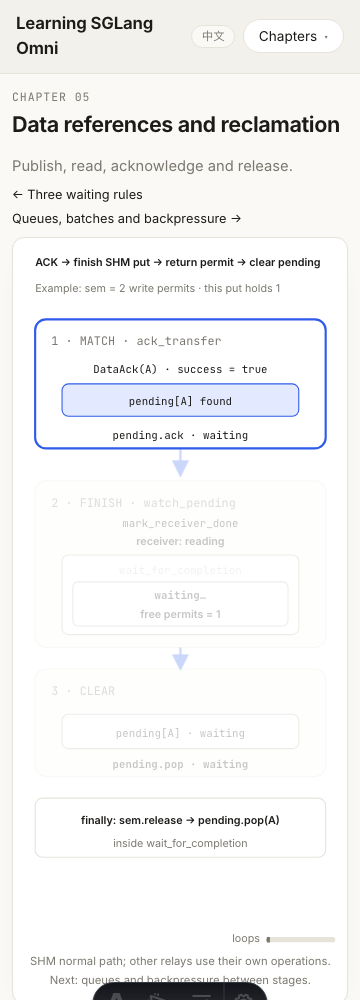 Learning SGLang
Omni
中文
Chapters
CHAPTER 05
Data references and reclamation
Publish, read, acknowledge and release.
← Three waiting rules
Queues, batches and backpressure →
ACK → finish SHM put → return permit → clear pending
Example: sem = 2 write permits · this put holds 1
1 · MATCH · ack_transfer
DataAck(A) · success = true
pending[A] found
pending.ack · waiting
2 · FINISH · watch_pending
mark_receiver_done
receiver: reading
wait_for_completion
waiting…
free permits = 1
3 · CLEAR
pending[A] · waiting
pending.pop · waiting
finally: sem.release → pending.pop(A)
inside wait_for_completion
loops
SHM normal path; other relays use their own operations.
Next: queues and backpressure between stages.